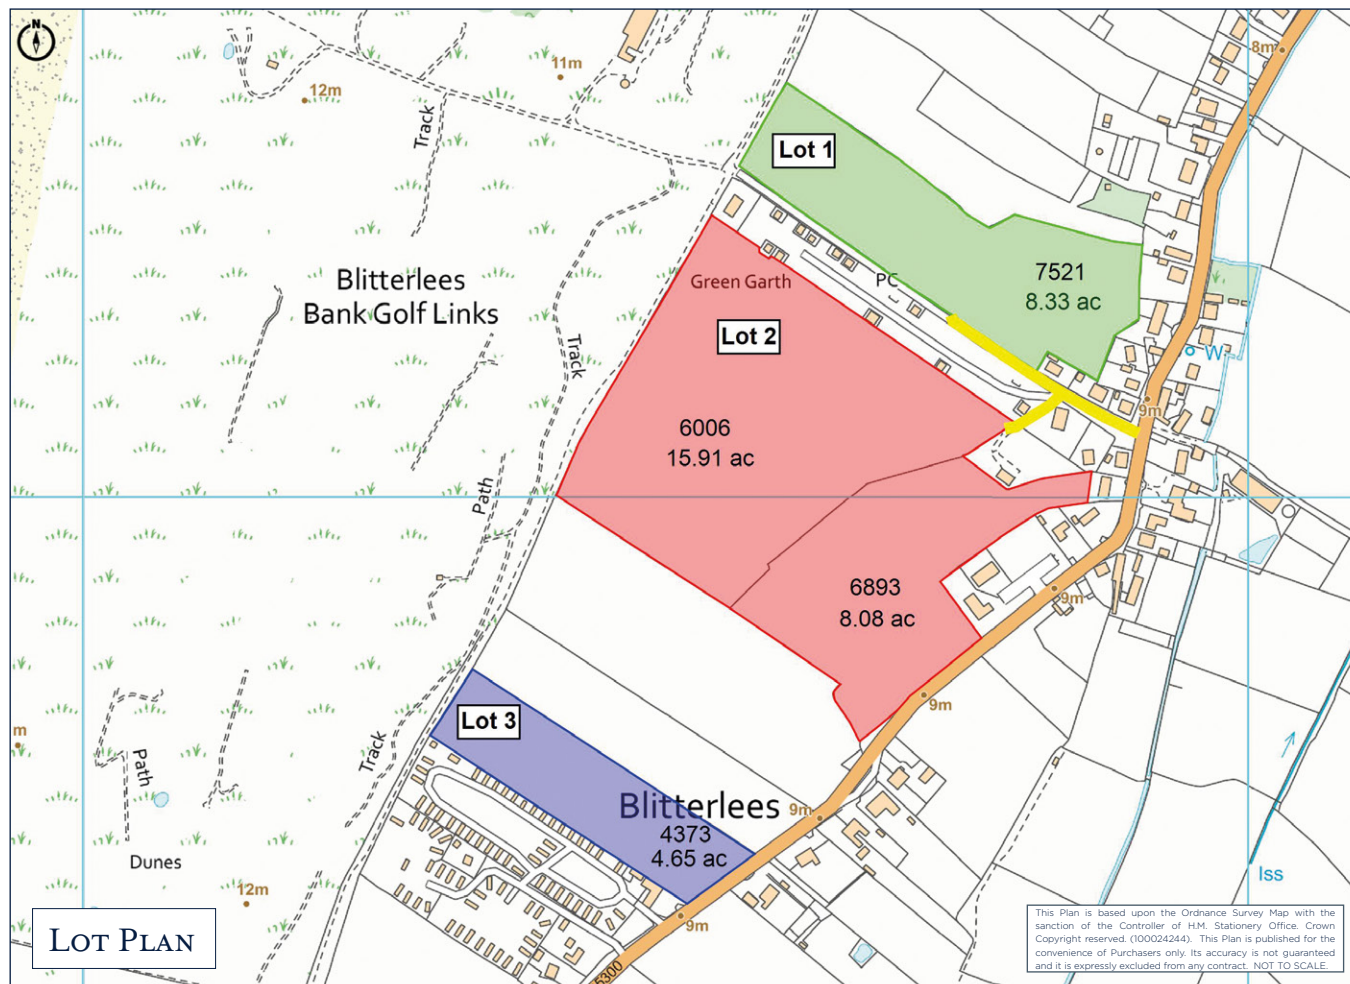 N
8m
11m
12m
Track
Lot 1
7521
8.33 ac
Blitterlees
Bank Golf Links
Green Garth
PC
Lot 2
Track
W
9m
6006
15.91 ac
Path
6893
8.08 ac
9m
9m
m
Lot 3
Track
Path
Blitterlees
9m
4373
4.65 ac
Dunes
Iss
12m
9m
5300
LOT PLAN
This Plan is based upon the Ordnance Survey Map with the
sanction of the Controller of H.M. Stationery Office. Crown
Copyright reserved. (100024244). This Plan is published for the
convenience of Purchasers only. Its accuracy is not guaranteed
and it is expressly excluded from any contract. NOT TO SCALE.